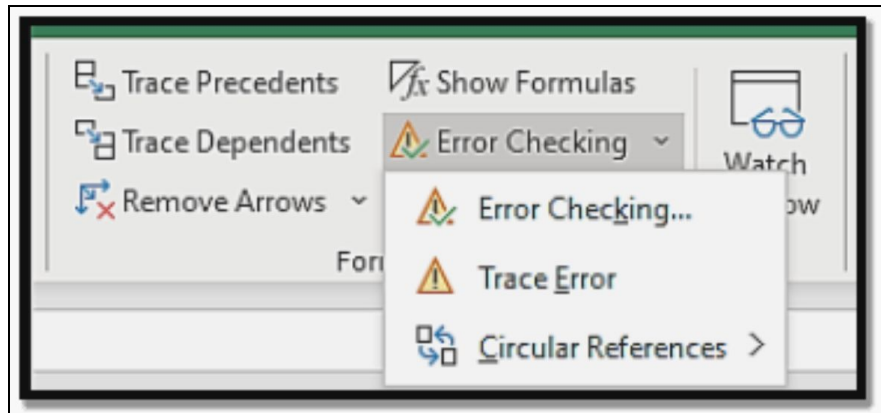 Trace Precedents
Show Formulas
Trace Dependents
Error Checking
Watch
Remove Arrows
Error Checking...
Trace Error
Circular References